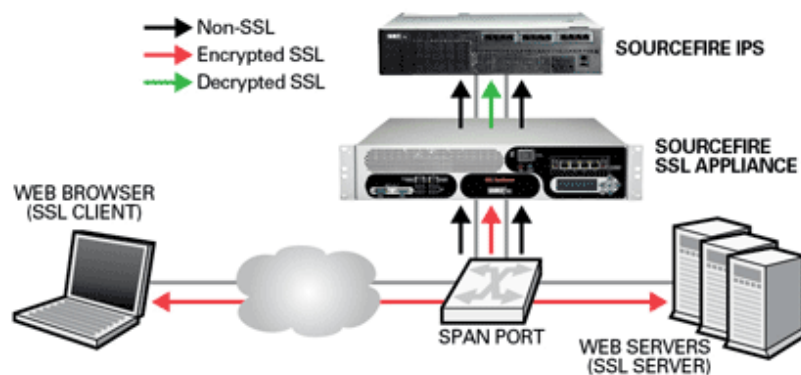 Non-SSL
Encrypted SSL
Decrypted SSL
SOURCEFIRE IPS
SOURCEFIRE
SSL APPLIANCE
WEB BROWSER
(SSL CLIENT)
SPAN PORT
WEB SERVERS
(SSL SERVER)